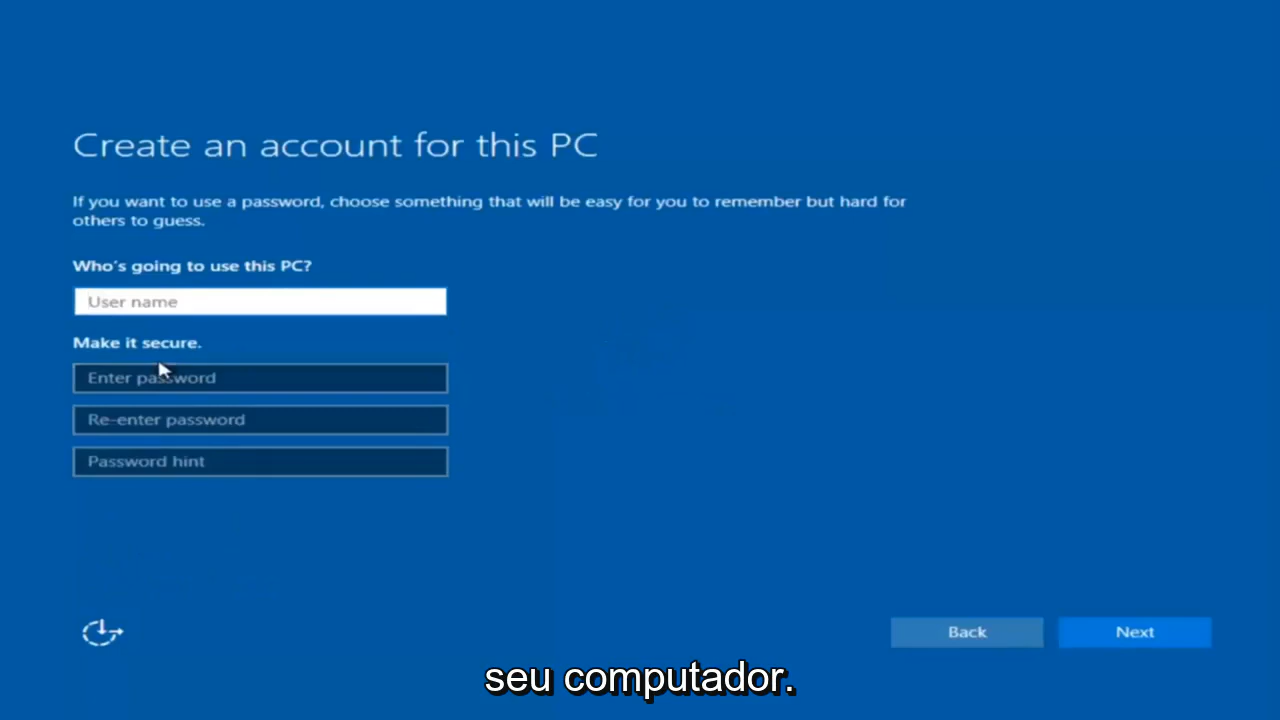 Create an account for this PC
If you want to use a password, choose something that will be easy for you to remember but hard for
others to guess.
Who's going to use this PC?
User name
Make it secure.
Enter password
Re-enter password
Password hint
Back
Next
seu computador.